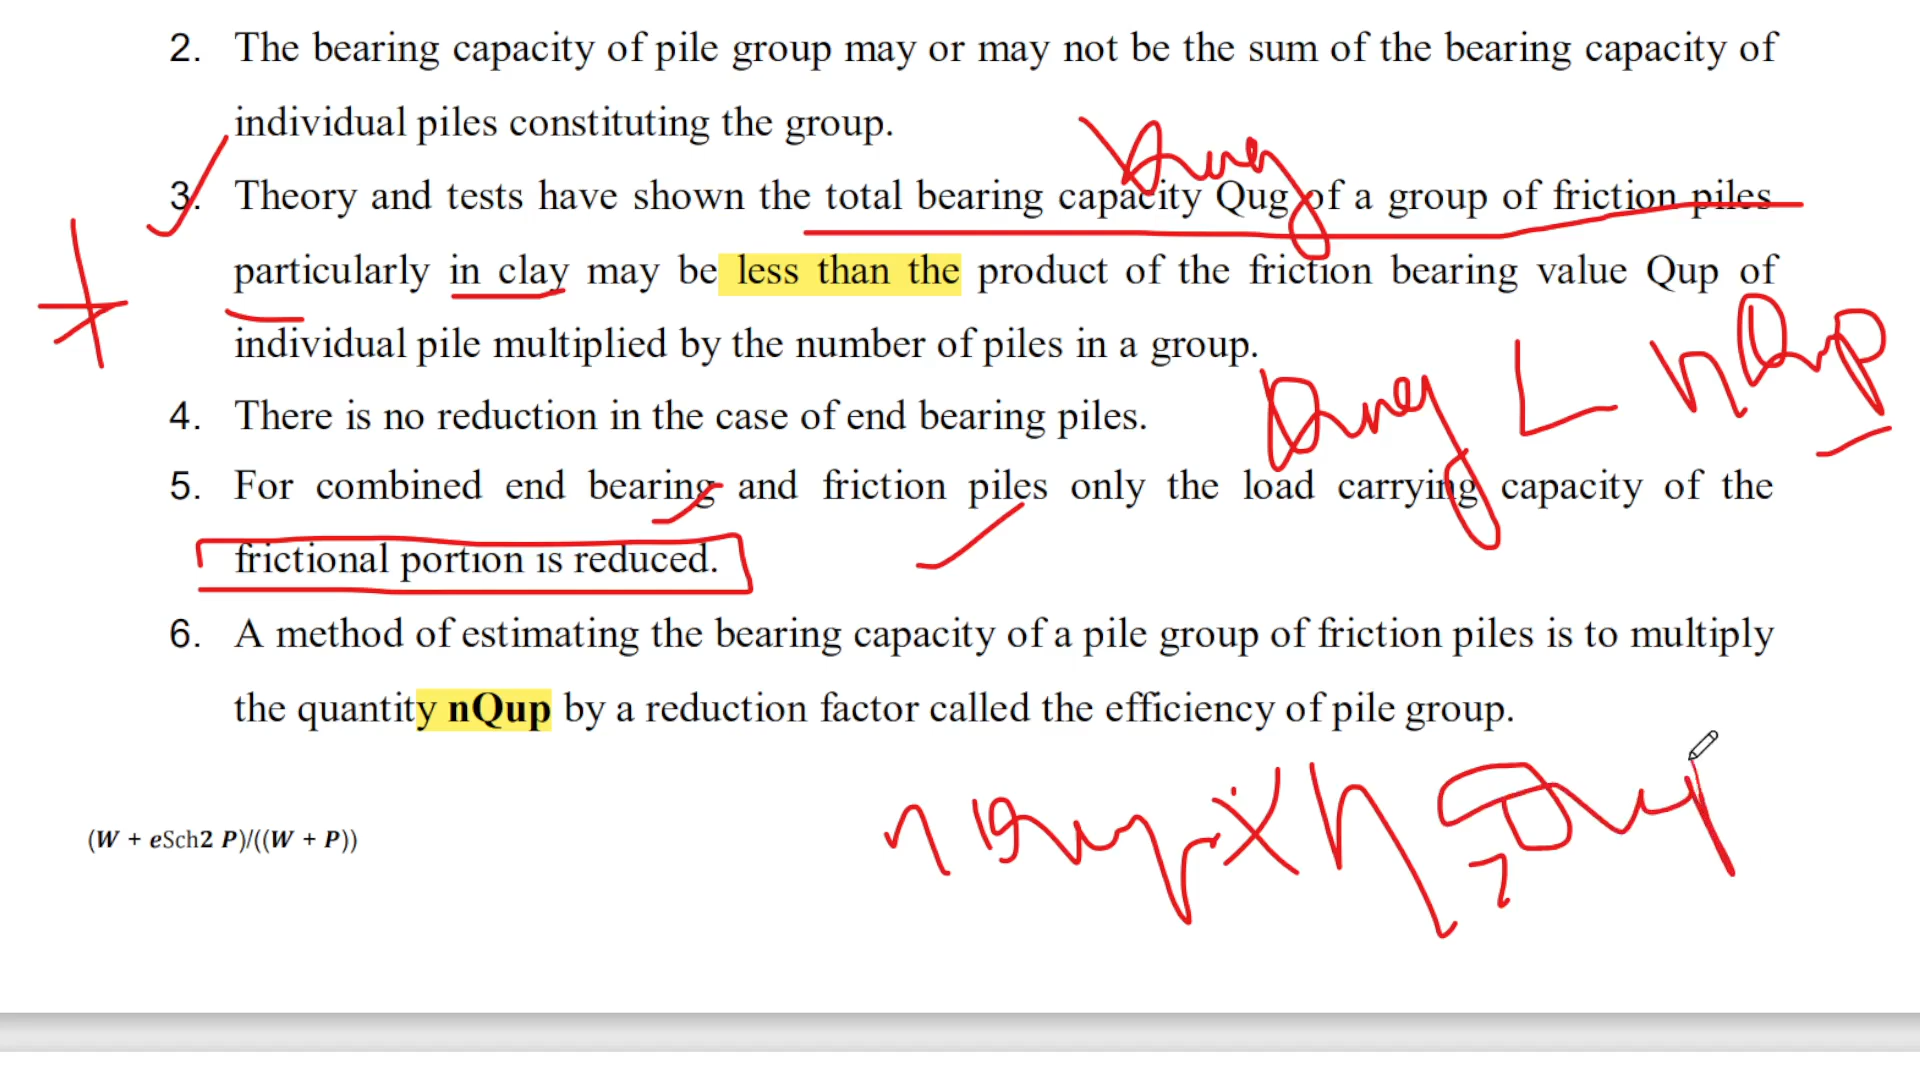 2. The bearing capacity of pile group may or may not be the sum of the bearing capacity of
individual piles constituting the group.
Qug
3. Theory and tests have shown the total bearing capacity Qug of a group of friction piles
particularly in clay may be less than the product of the friction bearing value Qup of
individual pile multiplied by the number of piles in a group.
Qug < nQup
4. There is no reduction in the case of end bearing piles.
5. For combined end bearing and friction piles only the load carrying capacity of the
frictional portion is reduced.
6. A method of estimating the bearing capacity of a pile group of friction piles is to multiply
the quantity nQup by a reduction factor called the efficiency of pile group.
(W + eSch2 P)/((W + P))